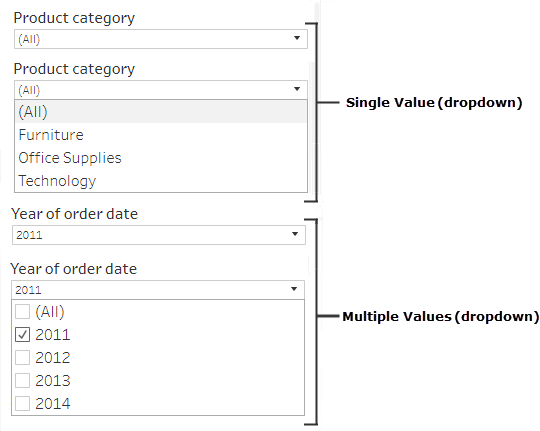 Product category
(All)
Product category
(All)
(All)
Furniture
Office Supplies
Technology
Single Value (dropdown)
Year of order date
2011
Year of order date
2011
(All)
2011
2012
2013
2014
Multiple Values (dropdown)